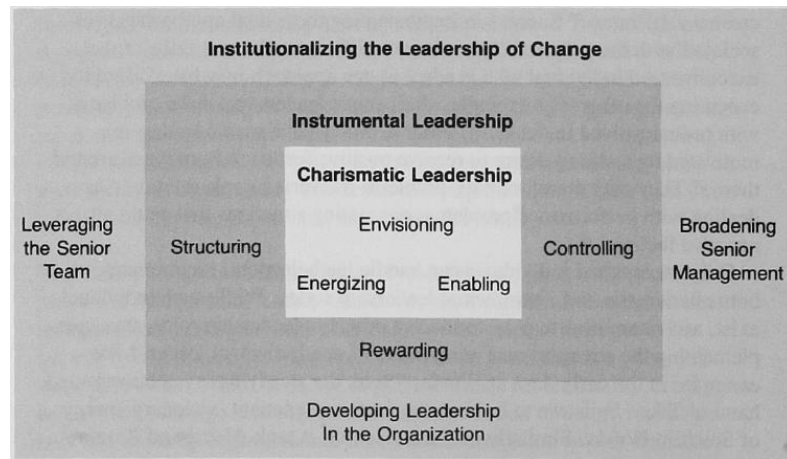 Institutionalizing the Leadership of Change
Instrumental Leadership
Charismatic Leadership
Envisioning
Energizing
Enabling
Leveraging
the Senior
Team
Structuring
Controlling
Broadening
Senior
Management
Rewarding
Developing Leadership
In the Organization